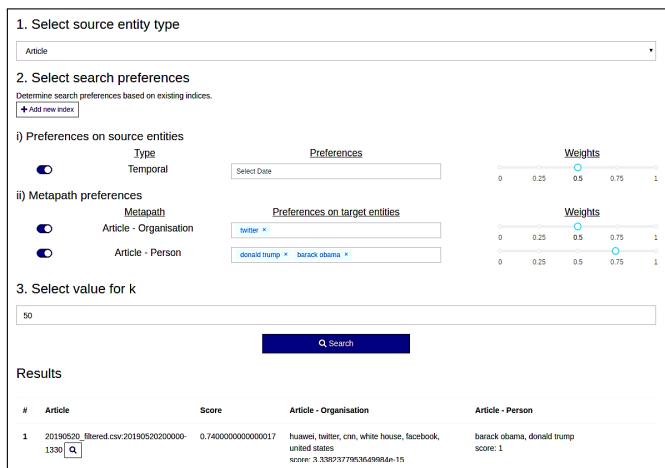 1. Select source entity type
Article
2. Select search preferences
Determine search preferences based on existing indices.
+ Add new index
i) Preferences on source entities
Type Preferences Weights
Temporal Select Date
0 0.25 0.5 0.75 1
ii) Metapath preferences
Metapath Preferences on target entities Weights
Article - Organisation twitter ×
0 0.25 0.5 0.75 1
Article - Person donald trump × barack obama ×
0 0.25 0.5 0.75 1
3. Select value for k
50
Search
Results
# Article Score Article - Organisation Article - Person
1 20190520_filtered.csv:20190520200000- 0.7400000000000017 huawei, twitter, cnn, white house, facebook, barack obama, donald trump
1330 united states score: 1
score: 3.3382377953649984e-15